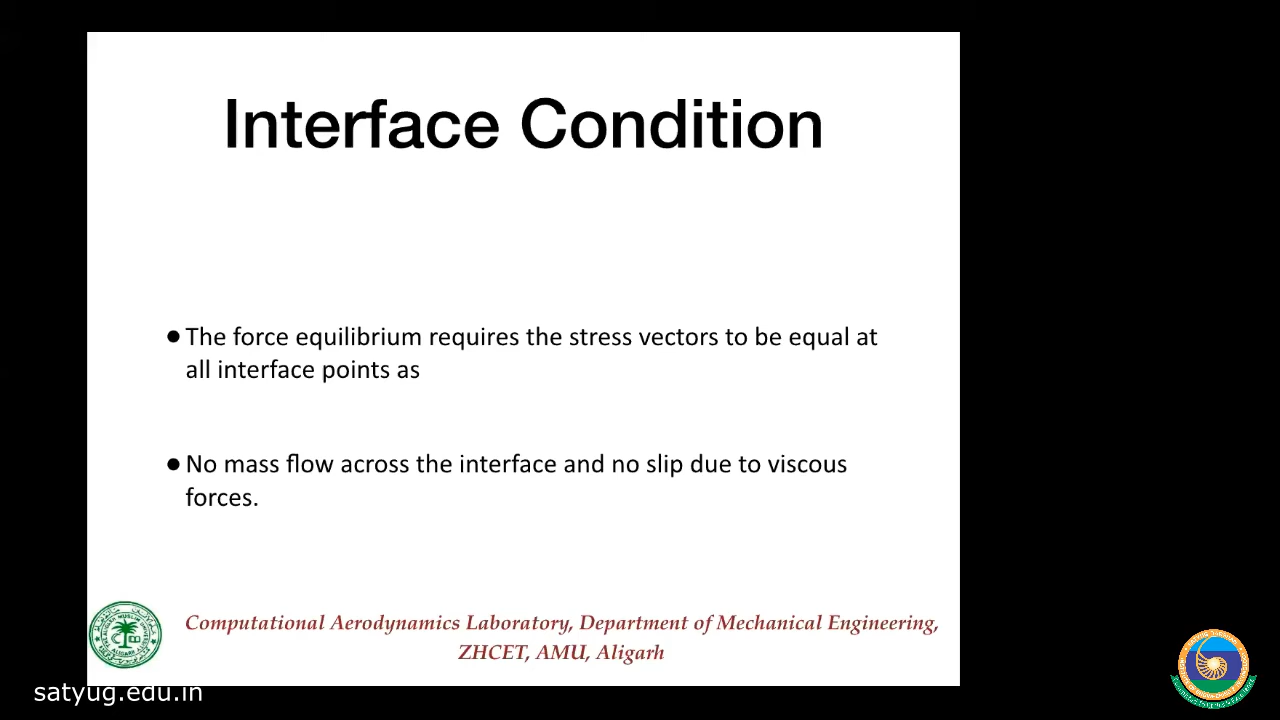 Interface Condition
●The force equilibrium requires the stress vectors to be equal at
all interface points as
●No mass flow across the interface and no slip due to viscous
forces.
Computational Aerodynamics Laboratory, Department of Mechanical Engineering,
ZHCET, AMU, Aligarh
satyug.edu.in